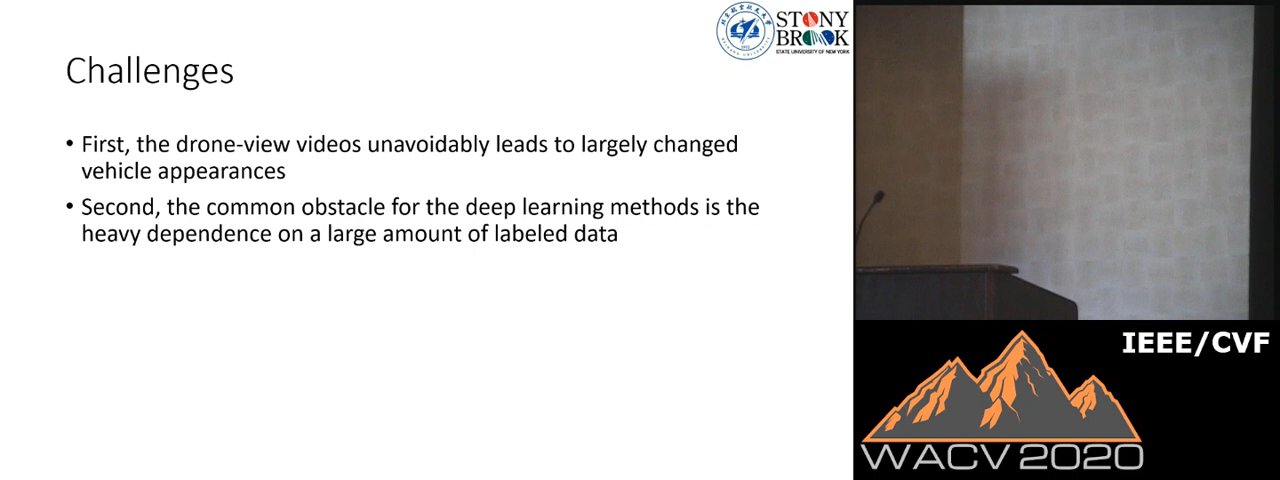 STONY
BROOK
STATE UNIVERSITY OF NEW YORK
Challenges
• First, the drone-view videos unavoidably leads to largely changed
vehicle appearances
• Second, the common obstacle for the deep learning methods is the
heavy dependence on a large amount of labeled data
IEEE/CVF
WACV 2020